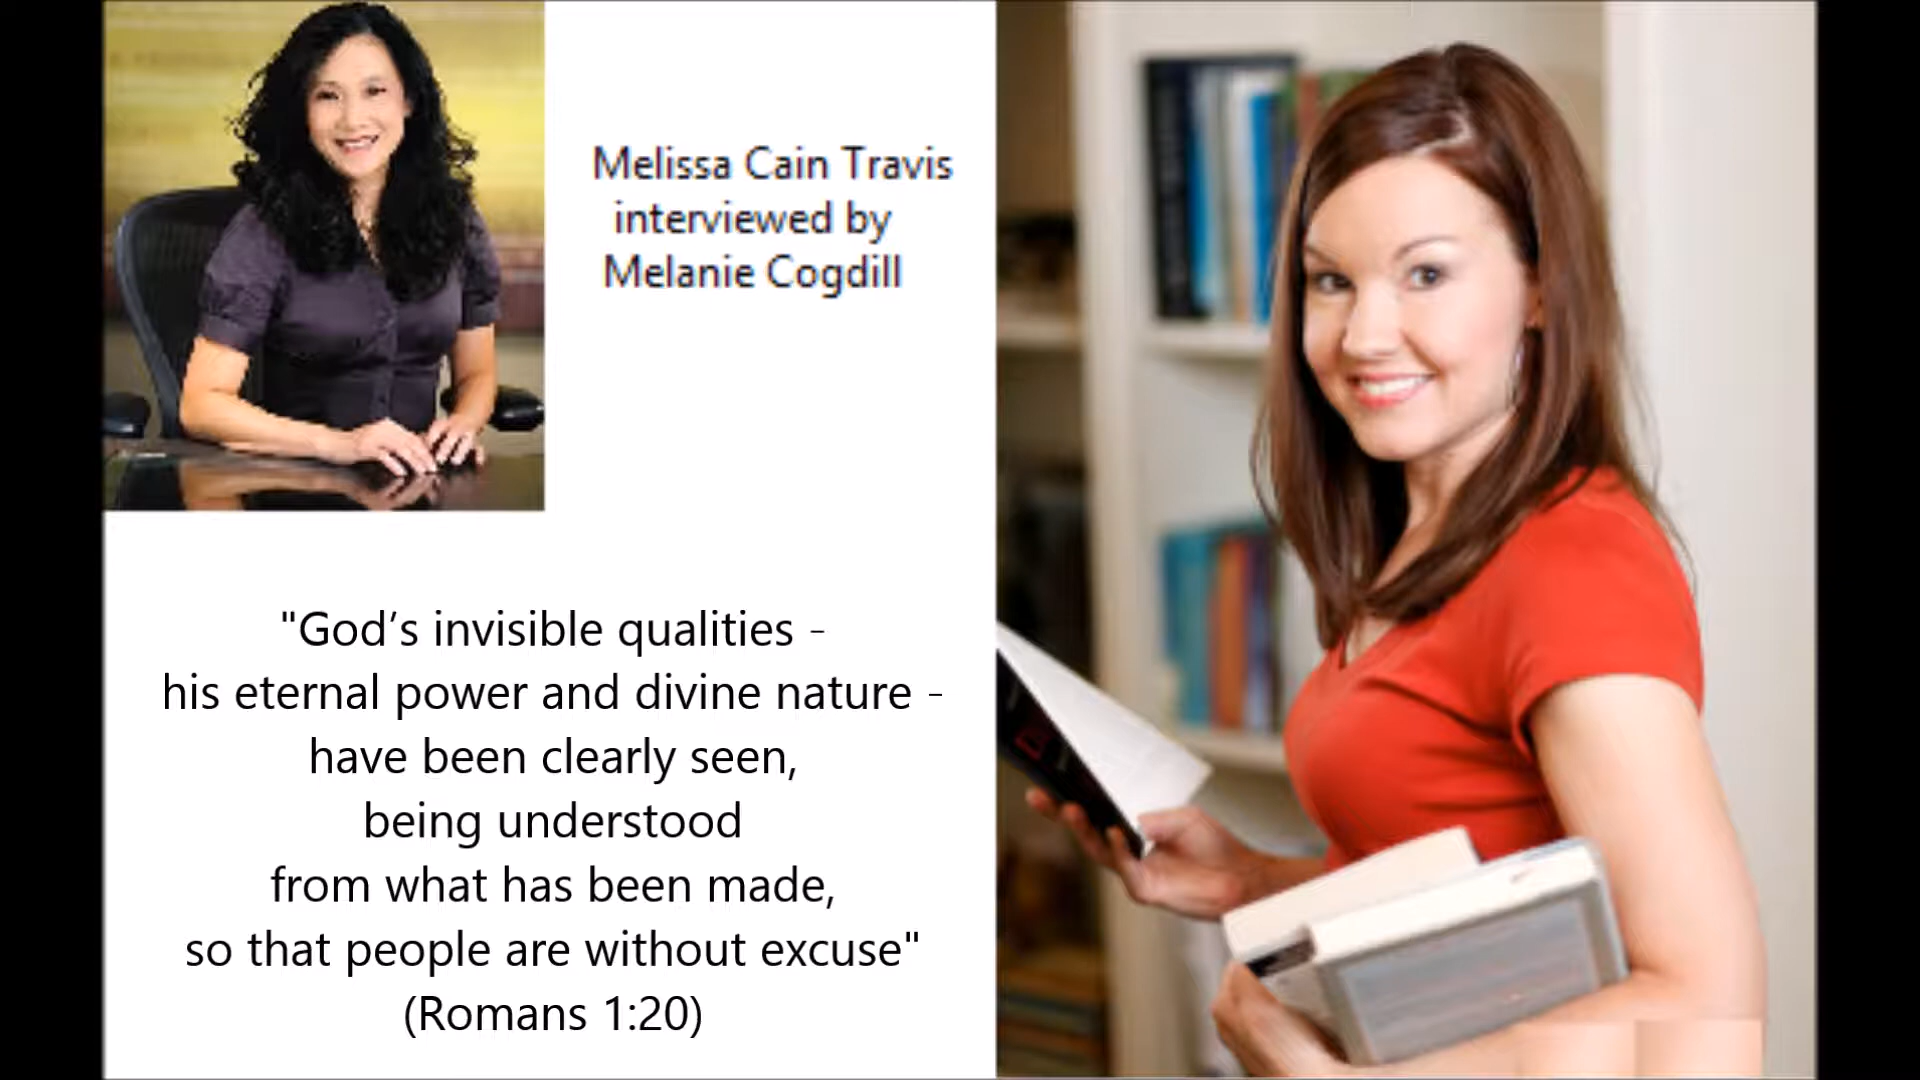 Melissa Cain Travis
interviewed by
Melanie Cogdill
"God’s invisible qualities -
his eternal power and divine nature -
have been clearly seen,
being understood
from what has been made,
so that people are without excuse"
(Romans 1:20)